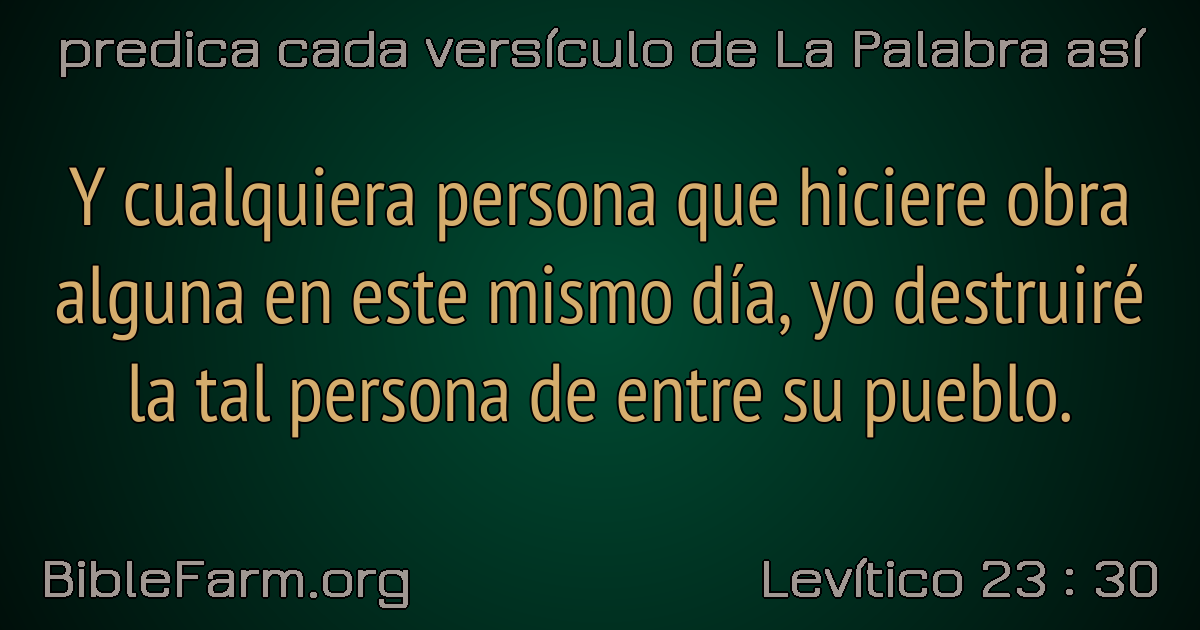 predica cada versículo de La Palabra así
Y cualquiera persona que hiciere obra
alguna en este mismo día, yo destruiré
la tal persona de entre su pueblo.
BibleFarm.org
Levítico 23 : 30